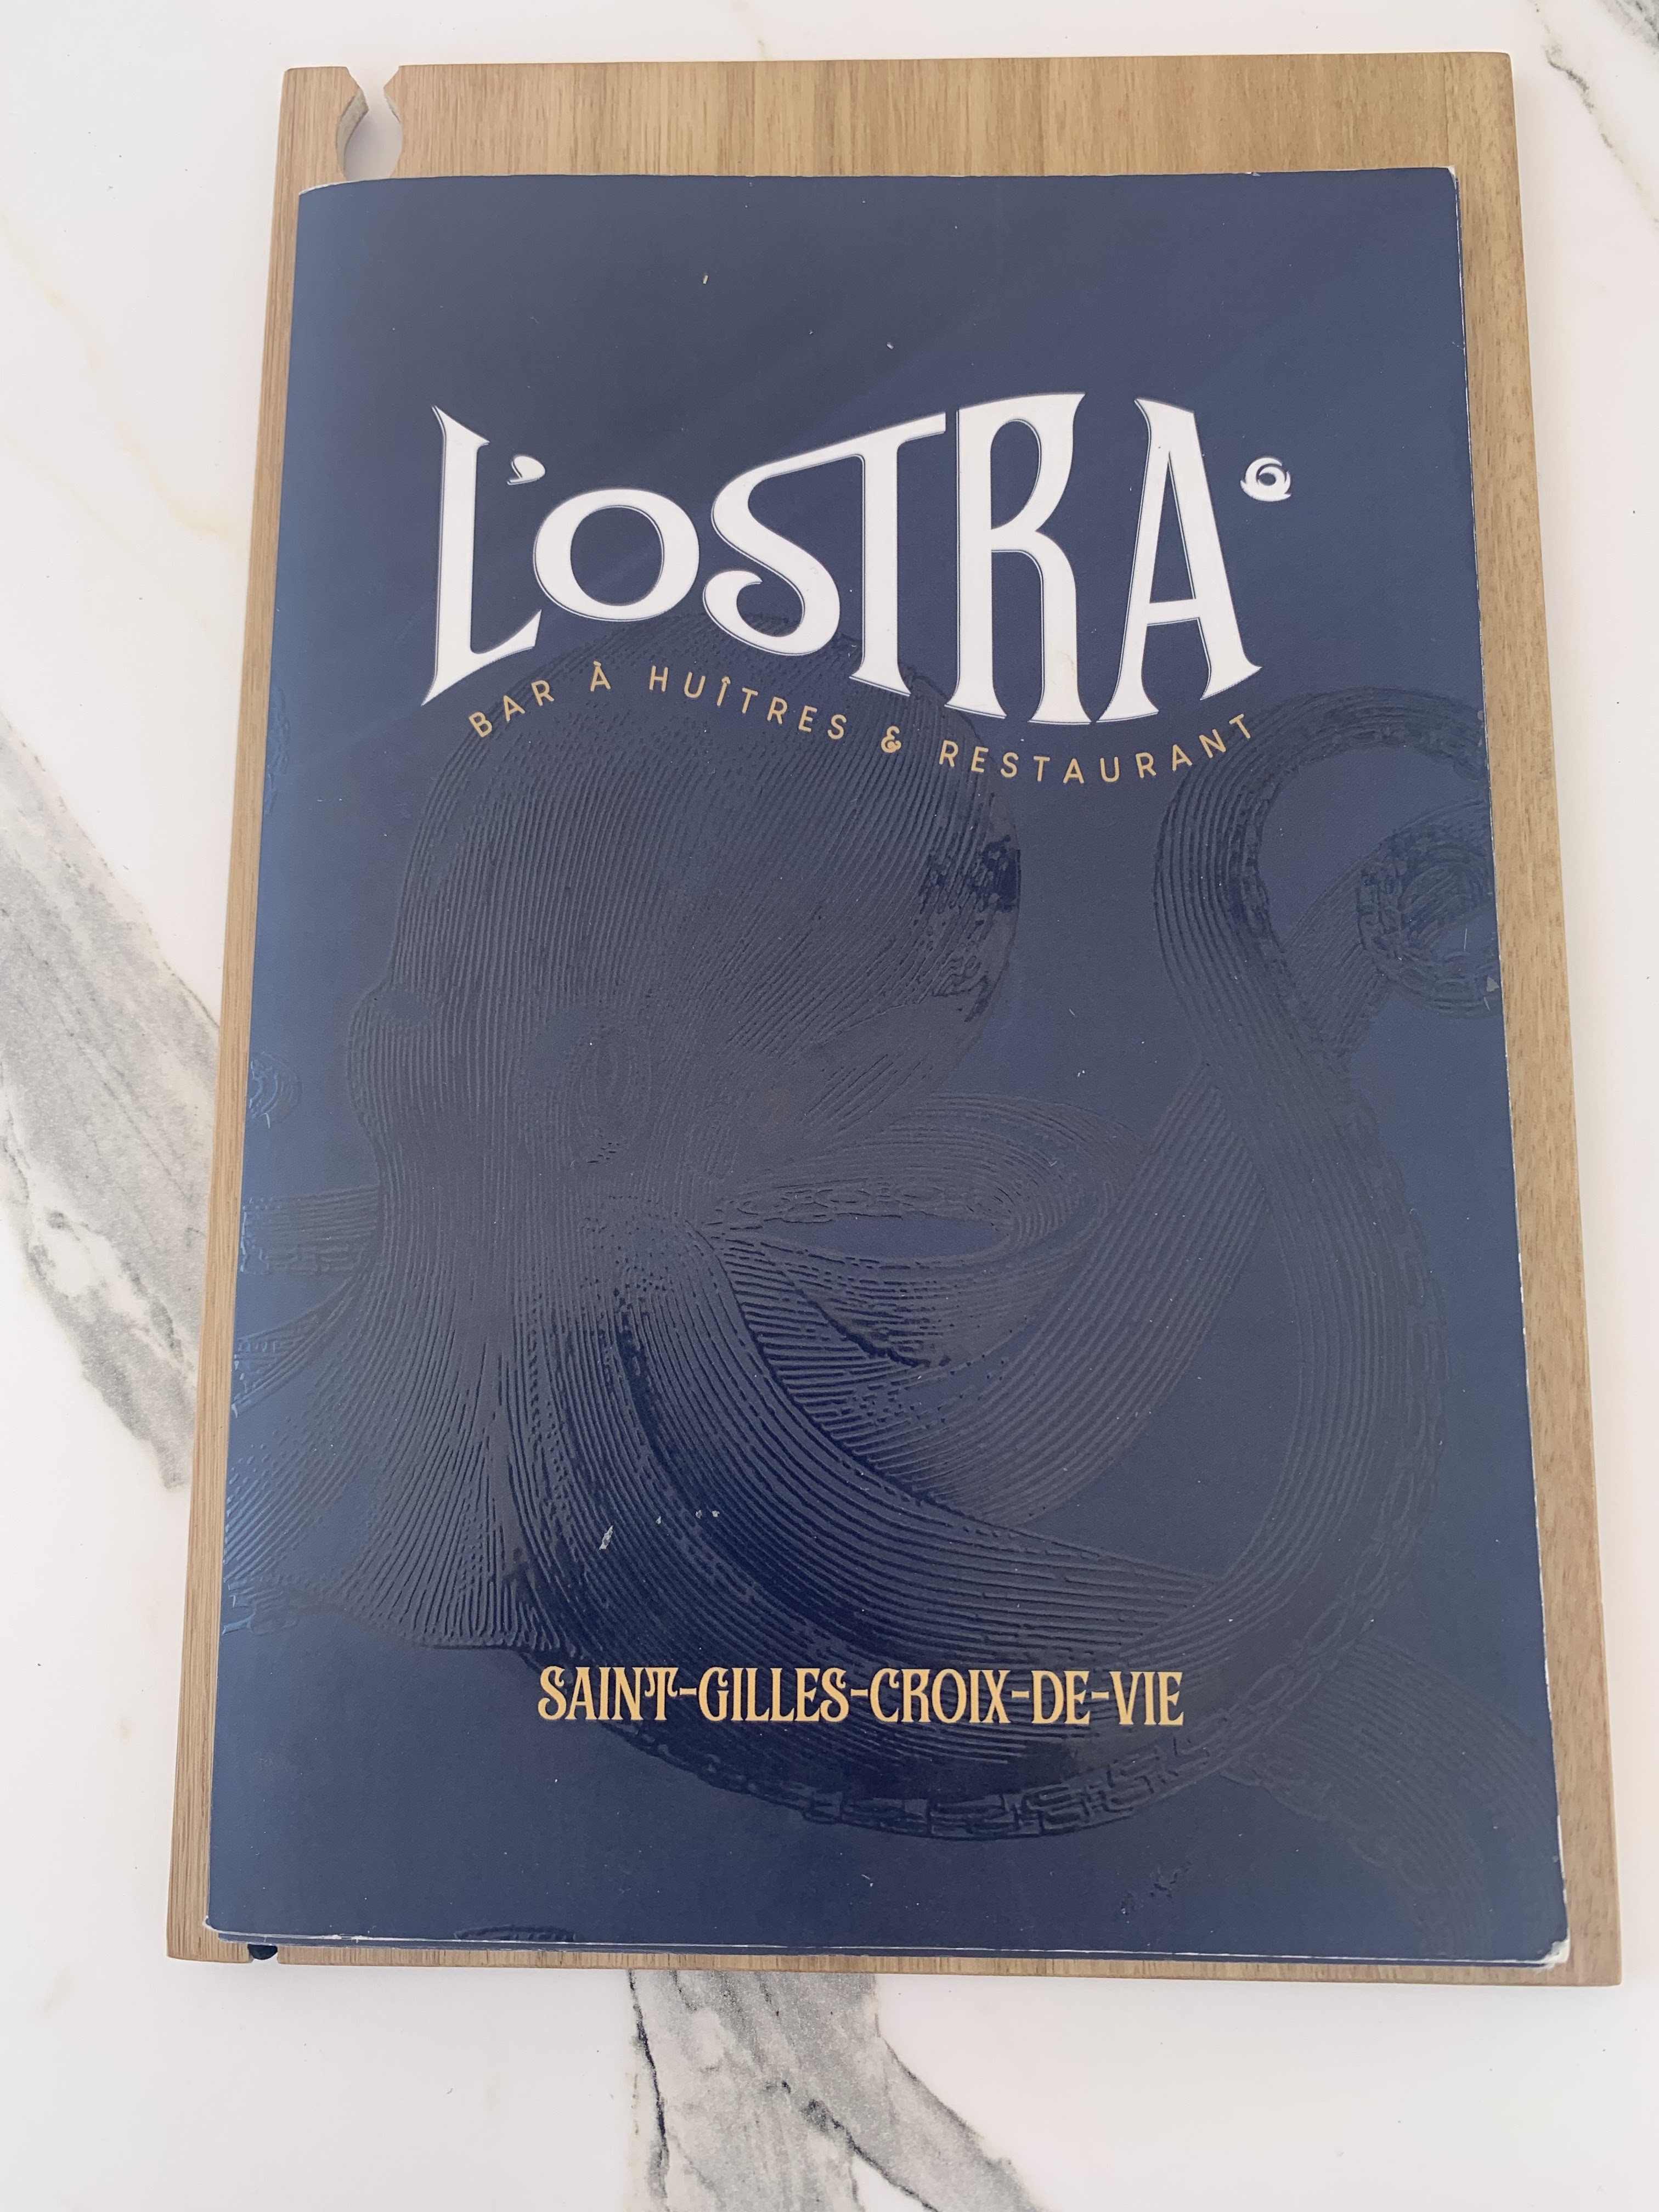 L'OSTRA
BAR À HUÎTRES & RESTAURANT
SAINT-GILLES-CROIX-DE-VIE